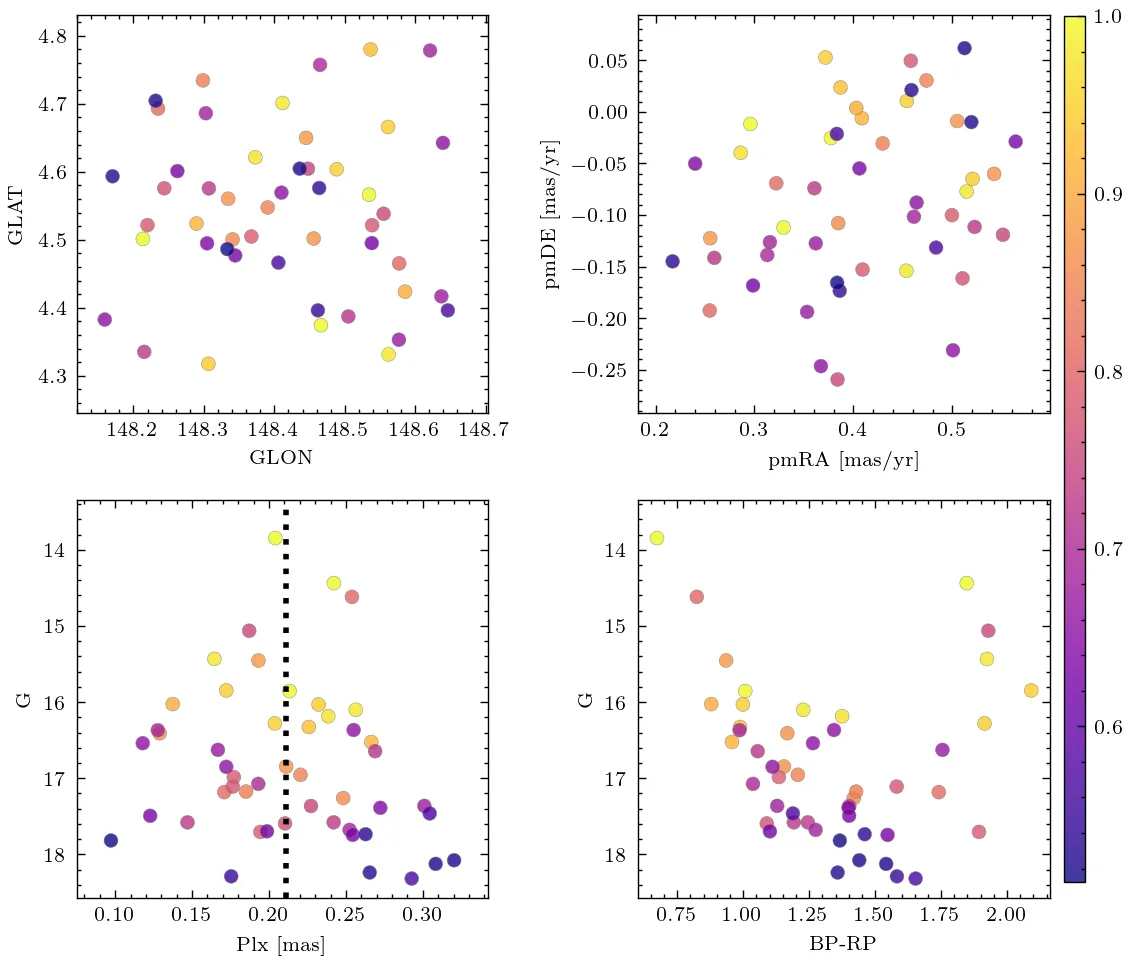 4.8
4.7
4.6
4.5
4.4
4.3
GLAT
148.2 148.3 148.4 148.5 148.6 148.7
GLON
0.05
0.00
−0.05
−0.10
−0.15
−0.20
−0.25
pmDE [mas/yr]
0.2 0.3 0.4 0.5
pmRA [mas/yr]
14
15
16
17
18
G
0.10 0.15 0.20 0.25 0.30
Plx [mas]
14
15
16
17
18
G
0.75 1.00 1.25 1.50 1.75 2.00
BP-RP
1.0
0.9
0.8
0.7
0.6